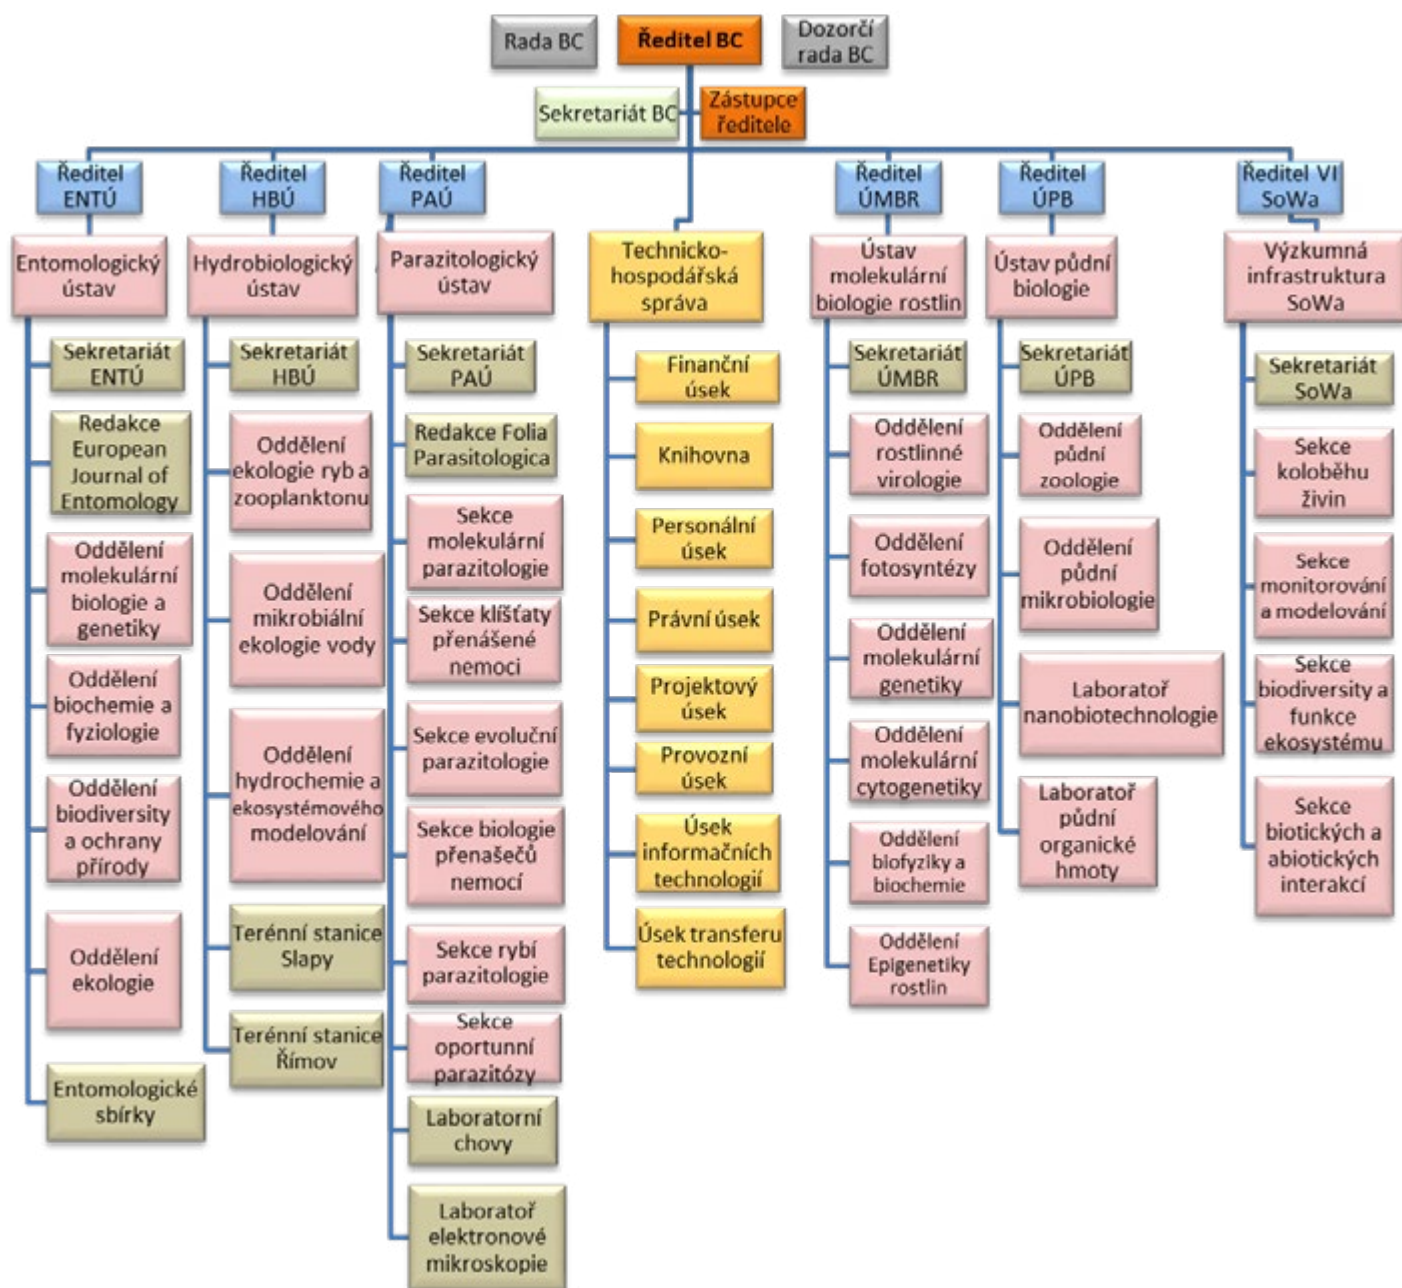 Rada BC
Ředitel BC
Dozorčí
rada BC
Sekretariát BC
Zástupce
ředitele
Ředitel
ENTÚ
Ředitel
HBÚ
Ředitel
PAÚ
Ředitel
ÚMBR
Ředitel
ÚPB
Ředitel VI
SoWa
Entomologický
ústav
Sekretariát
ENTÚ
Redakce
European
Journal of
Entomology
Oddělení
molekulární
biologie a
genetiky
Oddělení
biochemie a
fyziologie
Oddělení
biodiversity
a ochrany
přírody
Oddělení
ekologie
Entomologické
sbírky
Hydrobiologický
ústav
Sekretariát
HBÚ
Oddělení
ekologie ryb a
zooplanktonu
Oddělení
mikrobiální
ekologie vody
Oddělení
hydrochemie a
ekosystémového
modelování
Terénní stanice
Slapy
Terénní stanice
Římov
Parazitologický
ústav
Sekretariát
PAÚ
Redakce Folia
Parasitologica
Sekce
molekulární
parazitologie
Sekce klíšťaty
přenášené
nemoci
Sekce evoluční
parazitologie
Sekce biologie
přenašečů
nemocí
Sekce rybí
parazitologie
Sekce
oportunní
parazitózy
Laboratorní
chovy
Laboratoř
elektronové
mikroskopie
Technicko-
hospodářská
správa
Finanční
úsek
Knihovna
Personální
úsek
Právní úsek
Projektový
úsek
Provozní
úsek
Úsek
informačních
technologií
Úsek transferu
technologií
Ústav
molekulární
biologie rostlin
Sekretariát
ÚMBR
Oddělení
rostlinné
virologie
Oddělení
fotosyntézy
Oddělení
molekulární
genetiky
Oddělení
molekulární
cytogenetiky
Oddělení
biofyziky a
biochemie
Oddělení
Epigenetiky
rostlin
Ústav půdní
biologie
Sekretariát
ÚPB
Oddělení
půdní
zoologie
Oddělení
půdní
mikrobiologie
Laboratoř
nanobiotechnologie
Laboratoř
půdní
organické
hmoty
Výzkumná
infrastruktura
SoWa
Sekretariát
SoWa
Sekce
koloběhu
živin
Sekce
monitorování
a modelování
Sekce
biodiversity a
funkce
ekosystému
Sekce
biotických a
abiotických
interakcí